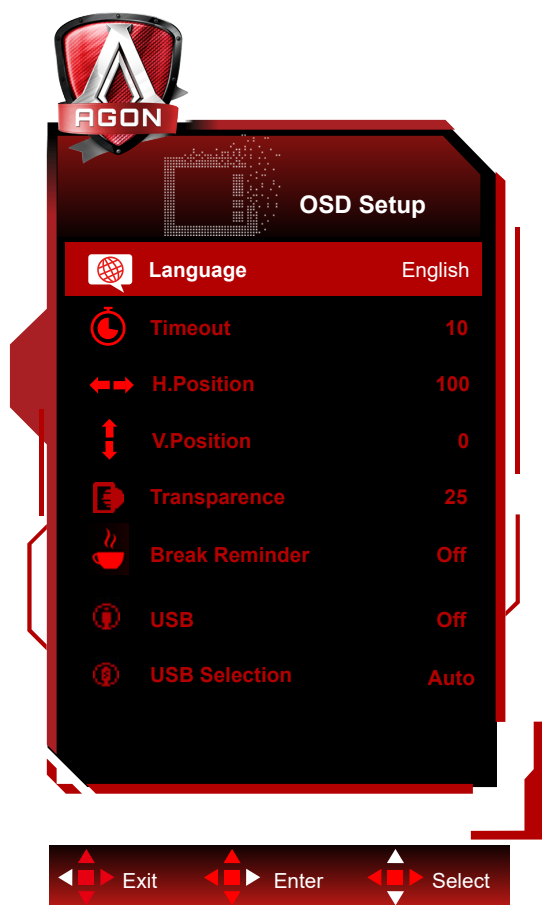 AGON
OSD Setup
Language English
Timeout 10
H.Position 100
V.Position 0
Transparence 25
Break Reminder Off
USB Off
USB Selection Auto
Exit Enter Select